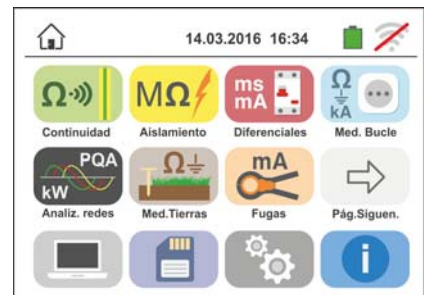 14.03.2016 16:34
Ω MΩ ms mA Ω kA
Continuidad Aislamiento Diferenciales Med. Bucle
PQA kW Ω mA
Analiz. redes Med.Tierras Fugas Pág.Siguen.
i